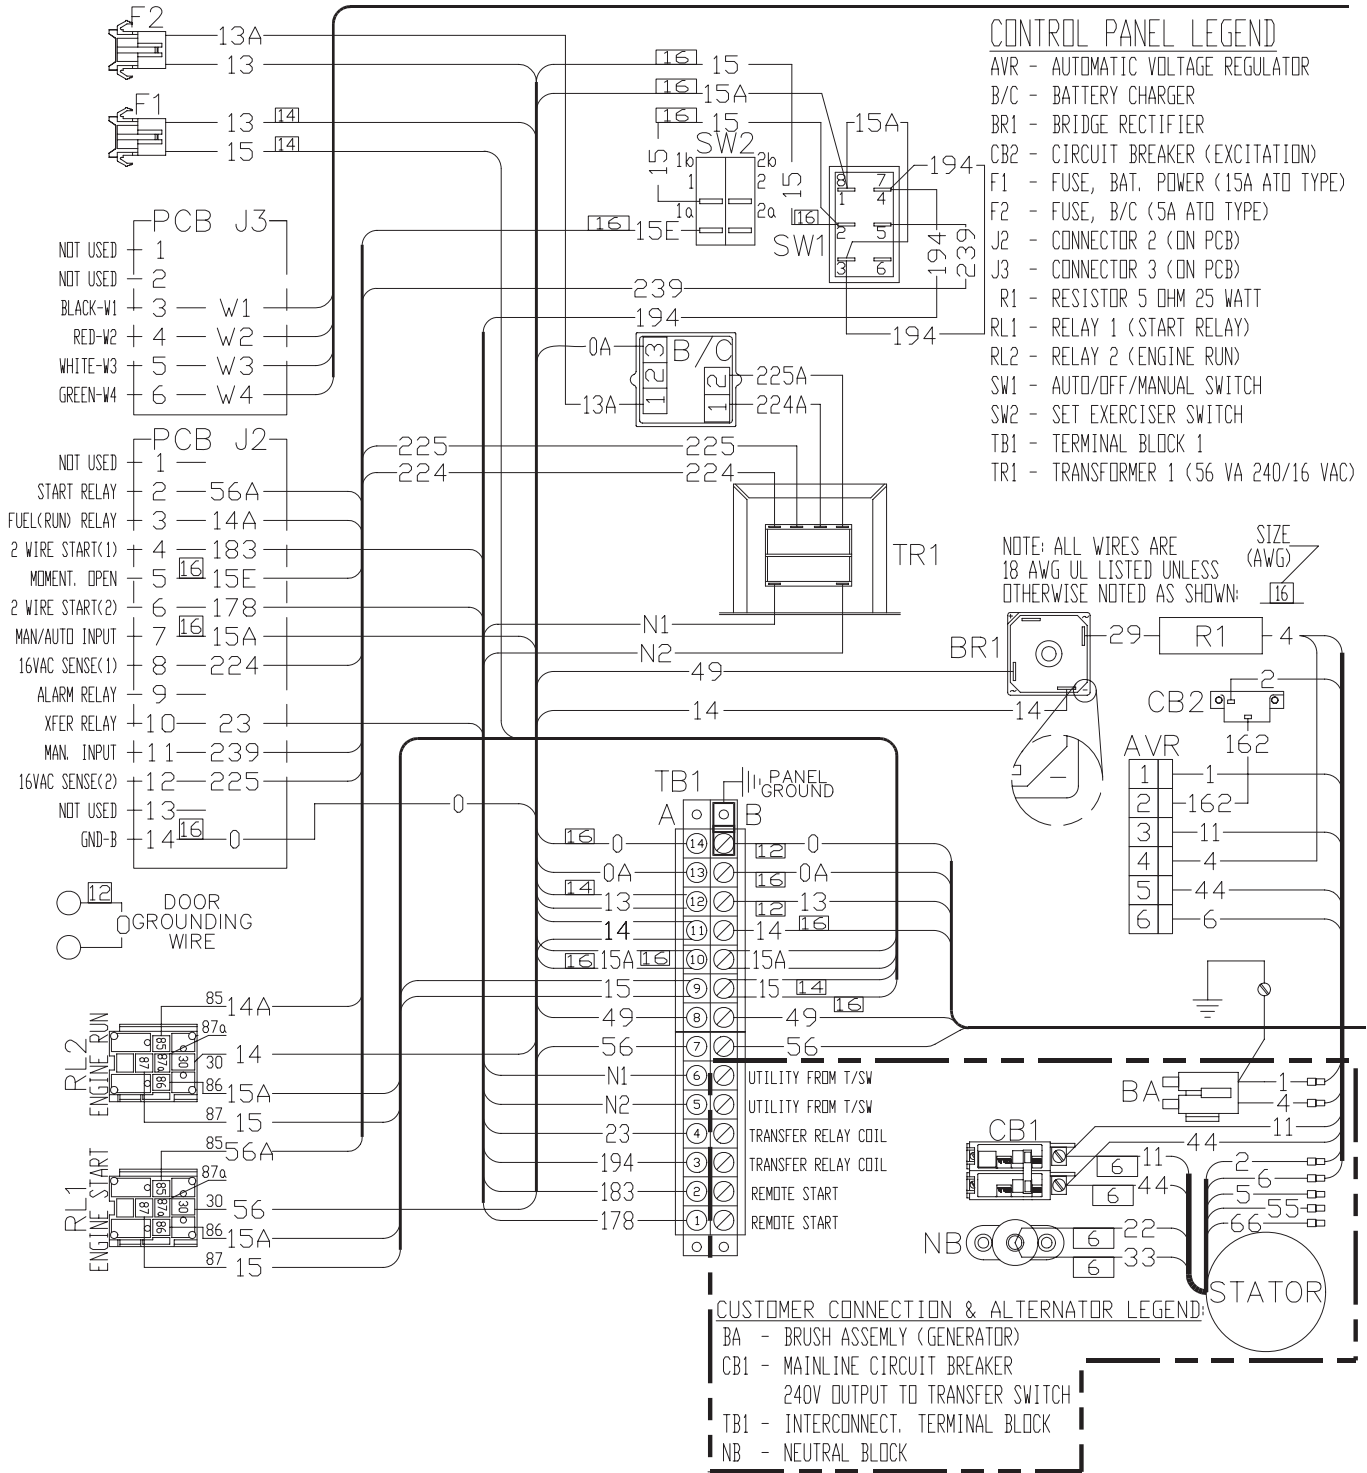 F2
13A
13
F1
13 14
15 14
16 15
16 15A
16 15
15
15
SW2
1b 2b
1 2
1a 2a
16 15E
15A
194
8 7
1 4
2 5
3 6
16
SW1
194
239
239
194
194
CONTROL PANEL LEGEND
AVR - AUTOMATIC VOLTAGE REGULATOR
B/C - BATTERY CHARGER
BR1 - BRIDGE RECTIFIER
CB2 - CIRCUIT BREAKER (EXCITATION)
F1 - FUSE, BAT. POWER (15A ATO TYPE)
F2 - FUSE, B/C (5A ATO TYPE)
J2 - CONNECTOR 2 (ON PCB)
J3 - CONNECTOR 3 (ON PCB)
R1 - RESISTOR 5 OHM 25 WATT
RL1 - RELAY 1 (START RELAY)
RL2 - RELAY 2 (ENGINE RUN)
SW1 - AUTO/OFF/MANUAL SWITCH
SW2 - SET EXERCISER SWITCH
TB1 - TERMINAL BLOCK 1
TR1 - TRANSFORMER 1 (56 VA 240/16 VAC)
PCB J3
NOT USED 1
NOT USED 2
BLACK-W1 3 W1
RED-W2 4 W2
WHITE-W3 5 W3
GREEN-W4 6 W4
0A
13A
B/C
3
2
1
2
1
225A
224A
PCB J2
NOT USED 1
START RELAY 2 56A
FUEL(RUN) RELAY 3 14A
2 WIRE START(1) 4 183
MOMENT. OPEN 5 16 15E
2 WIRE START(2) 6 178
MAN/AUTO INPUT 7 16 15A
16VAC SENSE(1) 8 224
ALARM RELAY 9
XFER RELAY 10 23
MAN. INPUT 11 239
16VAC SENSE(2) 12 225
NOT USED 13
GND-B 14 16 0
0
225 225
224 224
TR1
N1
N2
49
14 14
NOTE: ALL WIRES ARE
18 AWG UL LISTED UNLESS
OTHERWISE NOTED AS SHOWN:
SIZE
(AWG)
16
BR1
29 R1 4
CB2
2
162
AVR
1 1
2 162
3 11
4 4
5 44
6 6
TB1
PANEL
GROUND
A B
16 0 14 12 0
0A 13 16 0A
14 13 12 12 13
14 11 14 16
16 15A 16 10 15A
15 9 15 14
49 8 49 16
56 7 56
N1 6 UTILITY FROM T/SW
N2 5 UTILITY FROM T/SW
23 4 TRANSFER RELAY COIL
194 3 TRANSFER RELAY COIL
183 2 REMOTE START
178 1 REMOTE START
12
0
DOOR
GROUNDING
WIRE
RL2
ENGINE RUN
85 14A
87a
30 14
86 15A
87 15
85
87
87a
30
86
RL1
ENGINE START
85 56A
87a
30 56
86 15A
87 15
85
87
87a
30
86
BA
1
4
11
44
CB1
6 11
6 44
NB
6 22
6 33
2
6
5
55
66
STATOR
CUSTOMER CONNECTION & ALTERNATOR LEGEND:
BA - BRUSH ASSEMLY (GENERATOR)
CB1 - MAINLINE CIRCUIT BREAKER
240V OUTPUT TO TRANSFER SWITCH
TB1 - INTERCONNECT. TERMINAL BLOCK
NB - NEUTRAL BLOCK